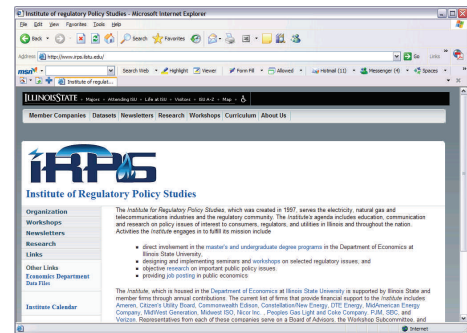 Institute of regulatory Policy Studies - Microsoft Internet Explorer
File Edit View Favorites Tools Help
Back Search Favorites
Address http://www.irps.ilstu.edu/ Go Links
msn Search Web Highlight Viewer Form Fill Allowed Hotmail (11) Messenger (4) Spaces
Institute of regulat...
ILLINOIS STATE Majors Attending ISU Life at ISU Visitors ISU A-Z Map
Member Companies Datasets Newsletters Research Workshops Curriculum About Us
iRPS
Institute of Regulatory Policy Studies
Organization
Workshops
Newsletters
Research
Links
Other Links
Economics Department
Data Files
Institute Calendar
The Institute for Regulatory Policy Studies, which was created in 1997, serves the electricity, natural gas and
telecommunications industries and the regulatory community. The Institute's agenda includes education, communication
and research on policy issues of interest to consumers, regulators, and utilities in Illinois and throughout the nation.
Activities the Institute engages in to fulfill its mission include
direct involvement in the master's and undergraduate degree programs in the Department of Economics at
Illinois State University,
designing and implementing seminars and workshops on selected regulatory issues; and
objective research on important public policy issues.
providing job posting in public economics
The Institute, which is housed in the Department of Economics at Illinois State University is supported by Illinois State and
member firms through annual contributions. The current list of firms that provide financial support to the Institute includes
Ameren, Citizen's Utility Board, Commonwealth Edison, Constellation/New Energy, DTE Energy, MidAmerican Energy
Company, MidWest Generation, Midwest ISO, Nicor Inc., Peoples Gas Light and Coke Company, PJM, SBC, and
Verizon. Representatives from each of these companies serve on a Board of Advisors, the Workshop Subcommittee, and
Internet